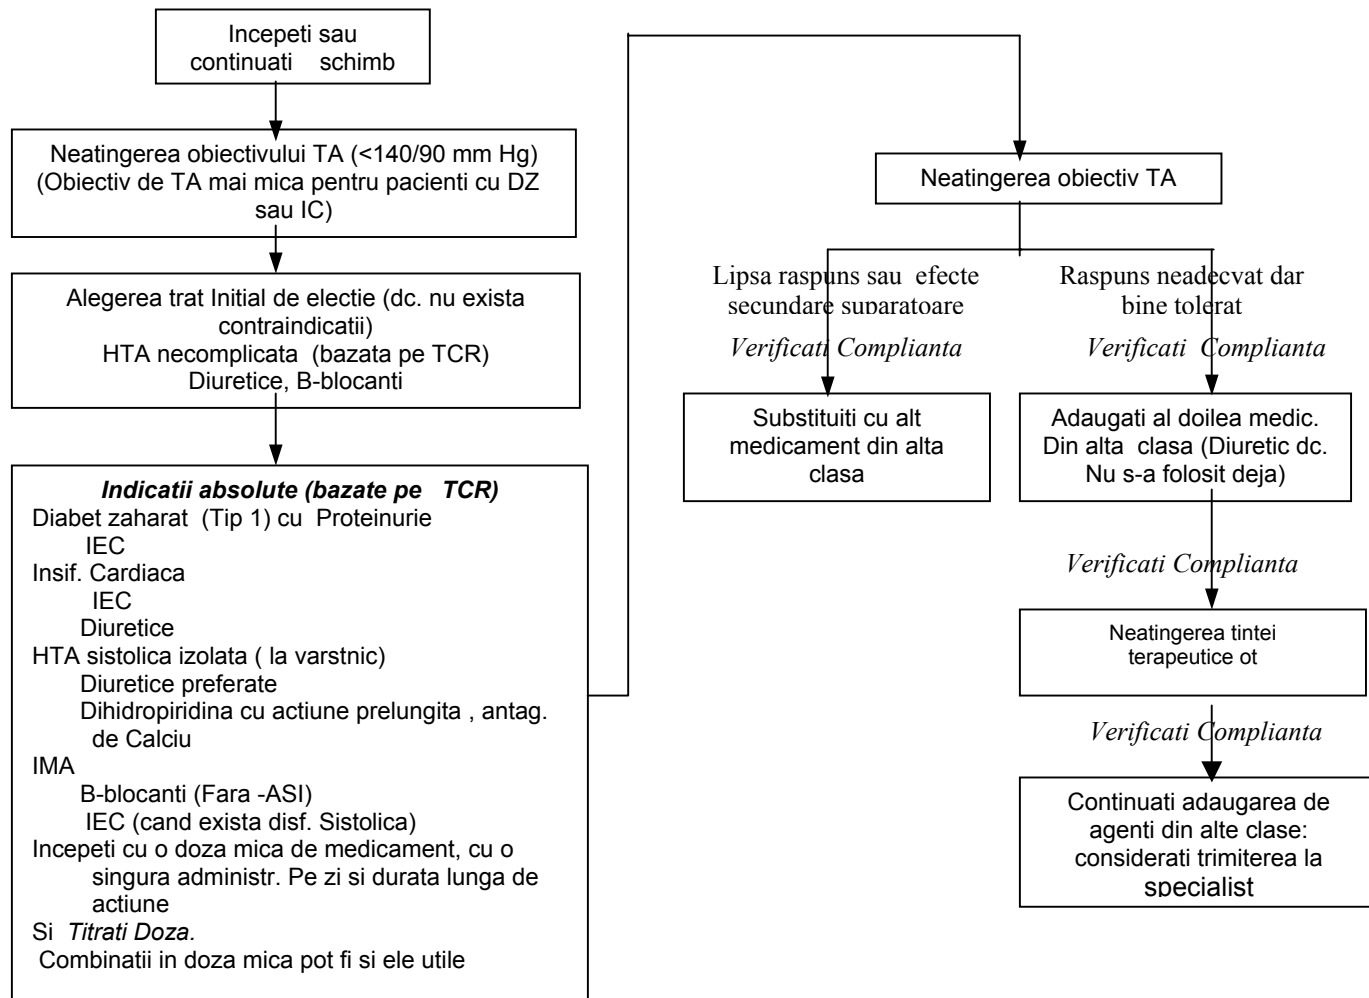 Incepeti sau
continuati schimb
Neatingerea obiectivului TA (<140/90 mm Hg)
(Obiectiv de TA mai mica pentru pacienti cu DZ
sau IC)
Alegerea trat Initial de electie (dc. nu exista
contraindicatii)
HTA necomplicata (bazata pe TCR)
Diuretice, B-blocanti
Indicatii absolute (bazate pe TCR)
Diabet zaharat (Tip 1) cu Proteinurie
IEC
Insif. Cardiaca
IEC
Diuretice
HTA sistolica izolata ( la varstnic)
Diuretice preferate
Dihidropiridina cu actiune prelungita , antag.
de Calciu
IMA
B-blocanti (Fara -ASI)
IEC (cand exista disf. Sistolica)
Incepeti cu o doza mica de medicament, cu o
singura administr. Pe zi si durata lunga de
actiune
Si Titrati Doza.
Combinatii in doza mica pot fi si ele utile
Neatingerea obiectiv TA
Lipsa raspuns sau efecte
secundare suparatoare
Verificati Complianta
Substituiti cu alt
medicament din alta
clasa
Raspuns neadecvat dar
bine tolerat
Verificati Complianta
Adaugati al doilea medic.
Din alta clasa (Diuretic dc.
Nu s-a folosit deja)
Verificati Complianta
Neatingerea tintei
terapeutice ot
Verificati Complianta
Continuati adaugarea de
agenti din alte clase:
considerati trimiterea la
specialist